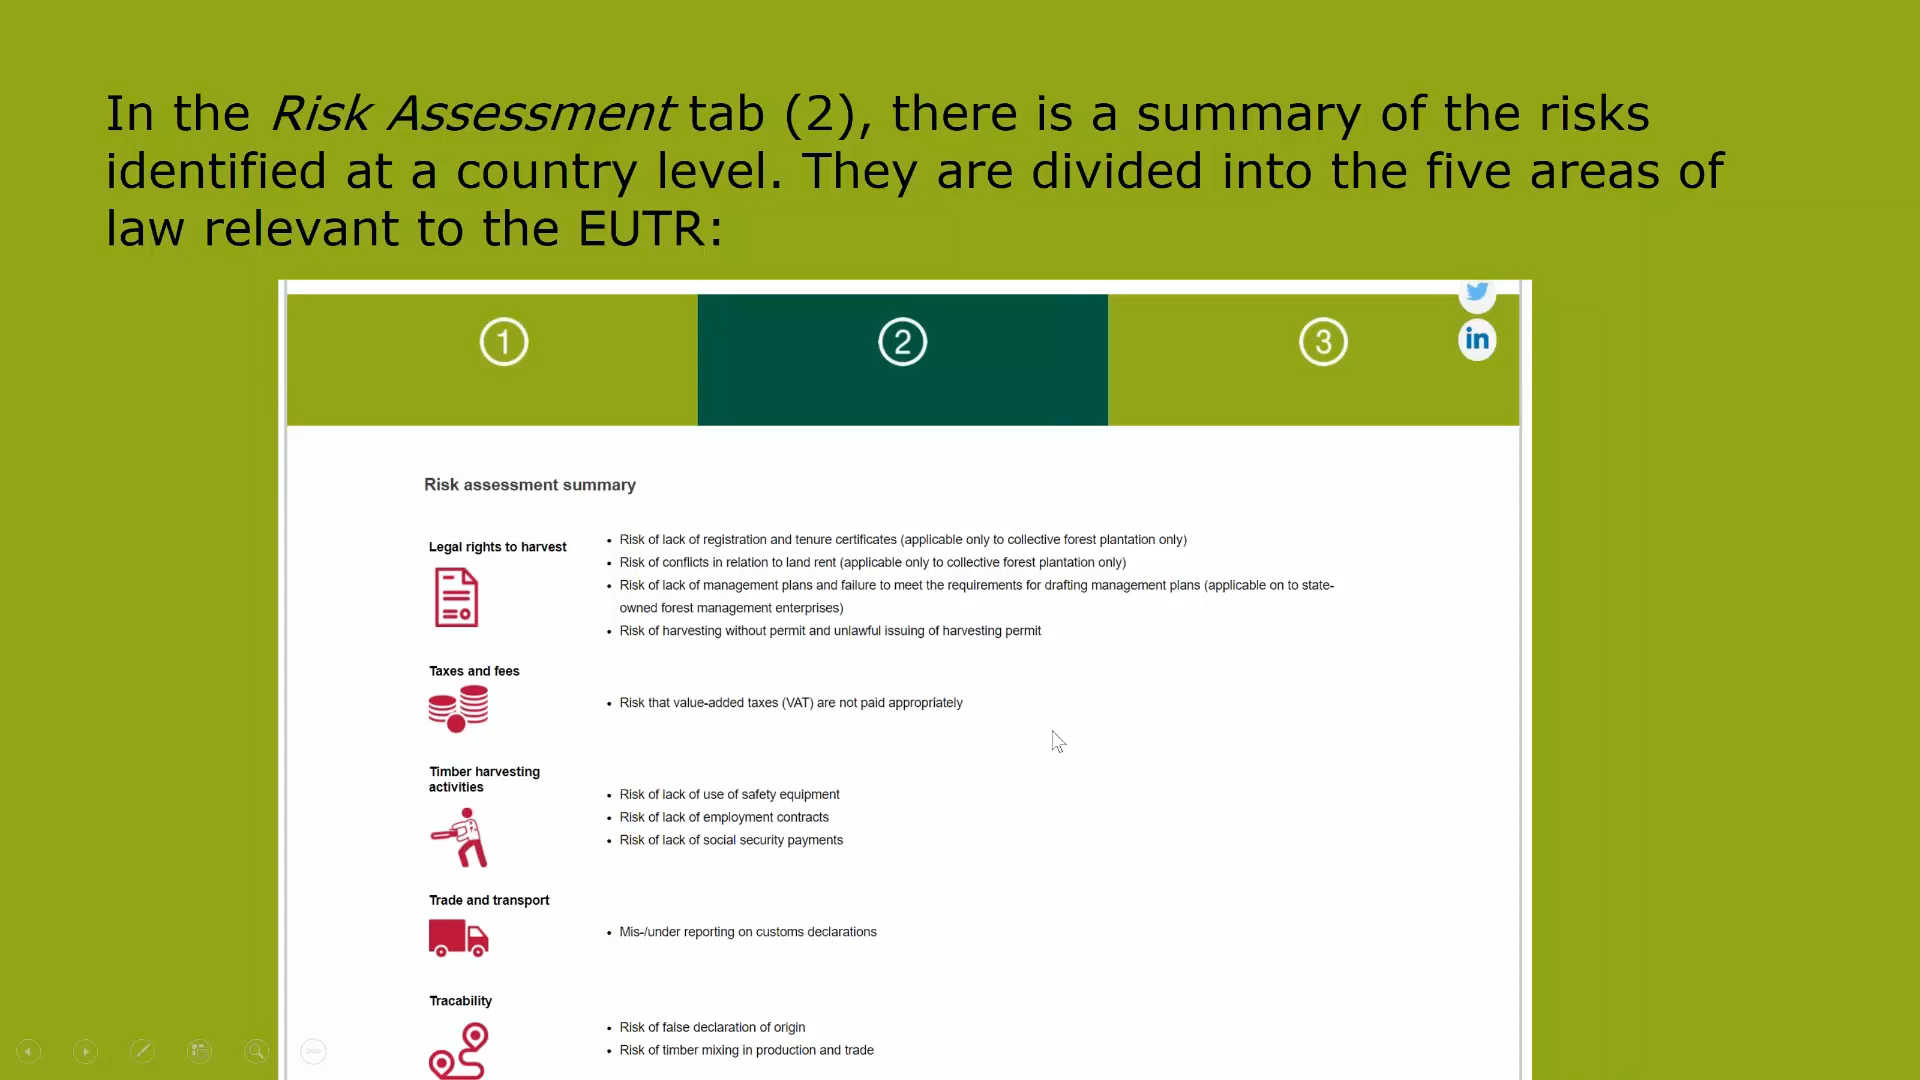 In the Risk Assessment tab (2), there is a summary of the risks
identified at a country level. They are divided into the five areas of
law relevant to the EUTR:
1 2 3
in
Risk assessment summary
Legal rights to harvest
• Risk of lack of registration and tenure certificates (applicable only to collective forest plantation only)
• Risk of conflicts in relation to land rent (applicable only to collective forest plantation only)
• Risk of lack of management plans and failure to meet the requirements for drafting management plans (applicable on to state-
owned forest management enterprises)
• Risk of harvesting without permit and unlawful issuing of harvesting permit
Taxes and fees
• Risk that value-added taxes (VAT) are not paid appropriately
Timber harvesting
activities
• Risk of lack of use of safety equipment
• Risk of lack of employment contracts
• Risk of lack of social security payments
Trade and transport
• Mis-/under reporting on customs declarations
Tracability
• Risk of false declaration of origin
• Risk of timber mixing in production and trade